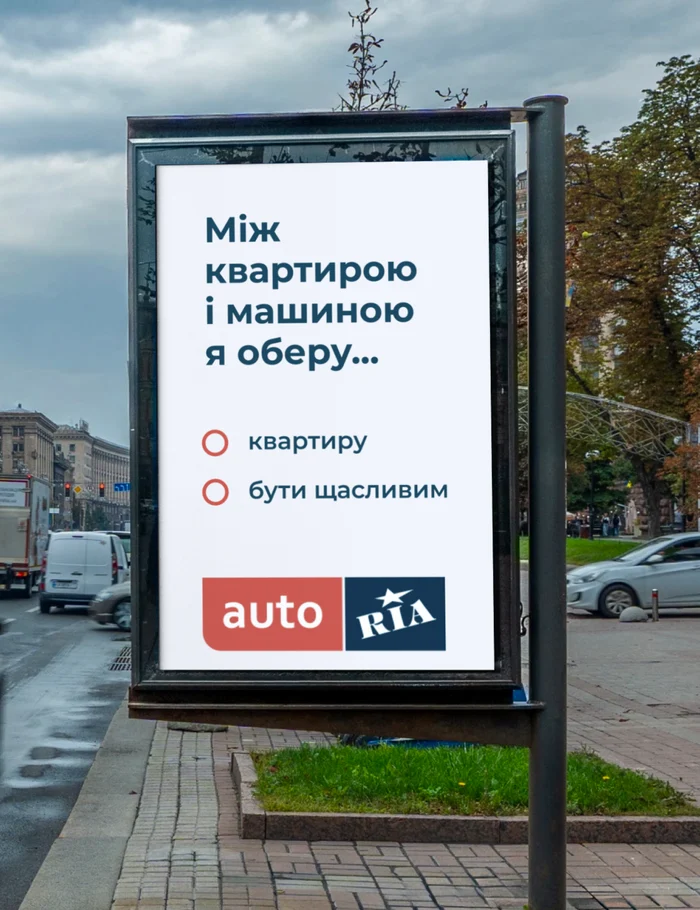 Між
квартирою
і машиною
я оберу...
квартиру
бути щасливим
auto RIA